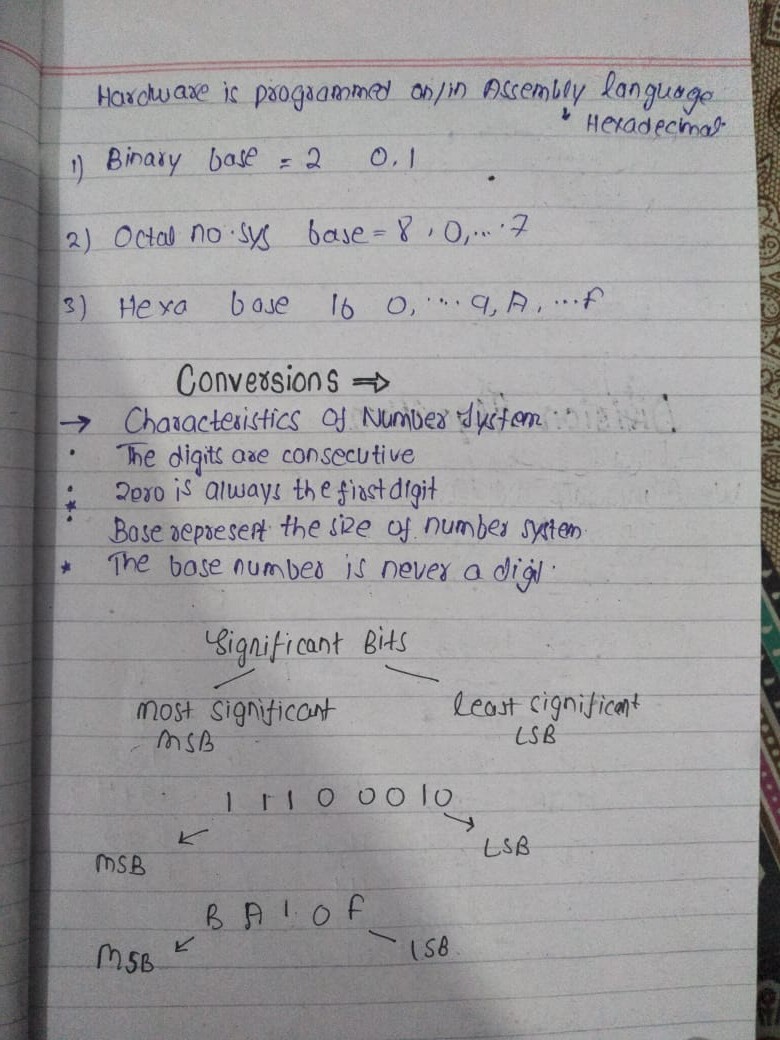 Hardware is programmed on/in Assembly language
Hexadecimal
1) Binary base = 2 0,1
2) Octal no. sys base = 8, 0,...7
3) Hexa base 16 0,....9, A,...F
Conversions ⇒
→ Characteristics of Number System.
• The digits are consecutive
• Zero is always the first digit
Base represent the size of number system.
* The base number is never a digit.
Significant Bits
most significant least significant
MSB LSB
1 1 1 0 0 0 1 0
MSB LSB
B A 1 0 F
MSB LSB